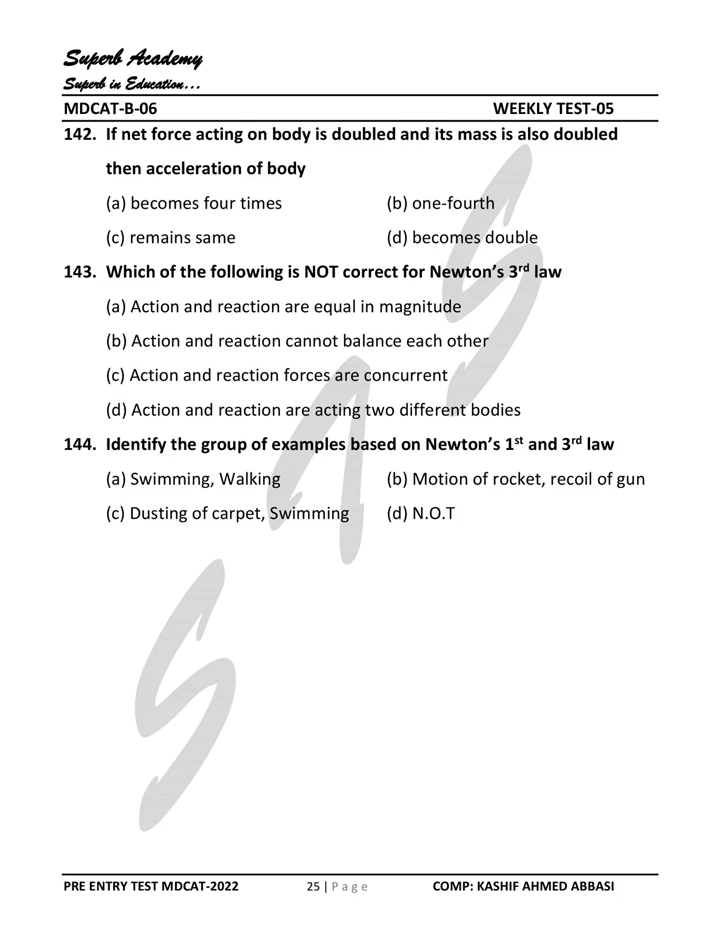 Superb Academy
Superb in Education...
MDCAT-B-06 WEEKLY TEST-05
142. If net force acting on body is doubled and its mass is also doubled
then acceleration of body
(a) becomes four times (b) one-fourth
(c) remains same (d) becomes double
143. Which of the following is NOT correct for Newton's 3rd law
(a) Action and reaction are equal in magnitude
(b) Action and reaction cannot balance each other
(c) Action and reaction forces are concurrent
(d) Action and reaction are acting two different bodies
144. Identify the group of examples based on Newton's 1st and 3rd law
(a) Swimming, Walking (b) Motion of rocket, recoil of gun
(c) Dusting of carpet, Swimming (d) N.O.T
SAS
PRE ENTRY TEST MDCAT-2022 25 | Page COMP: KASHIF AHMED ABBASI